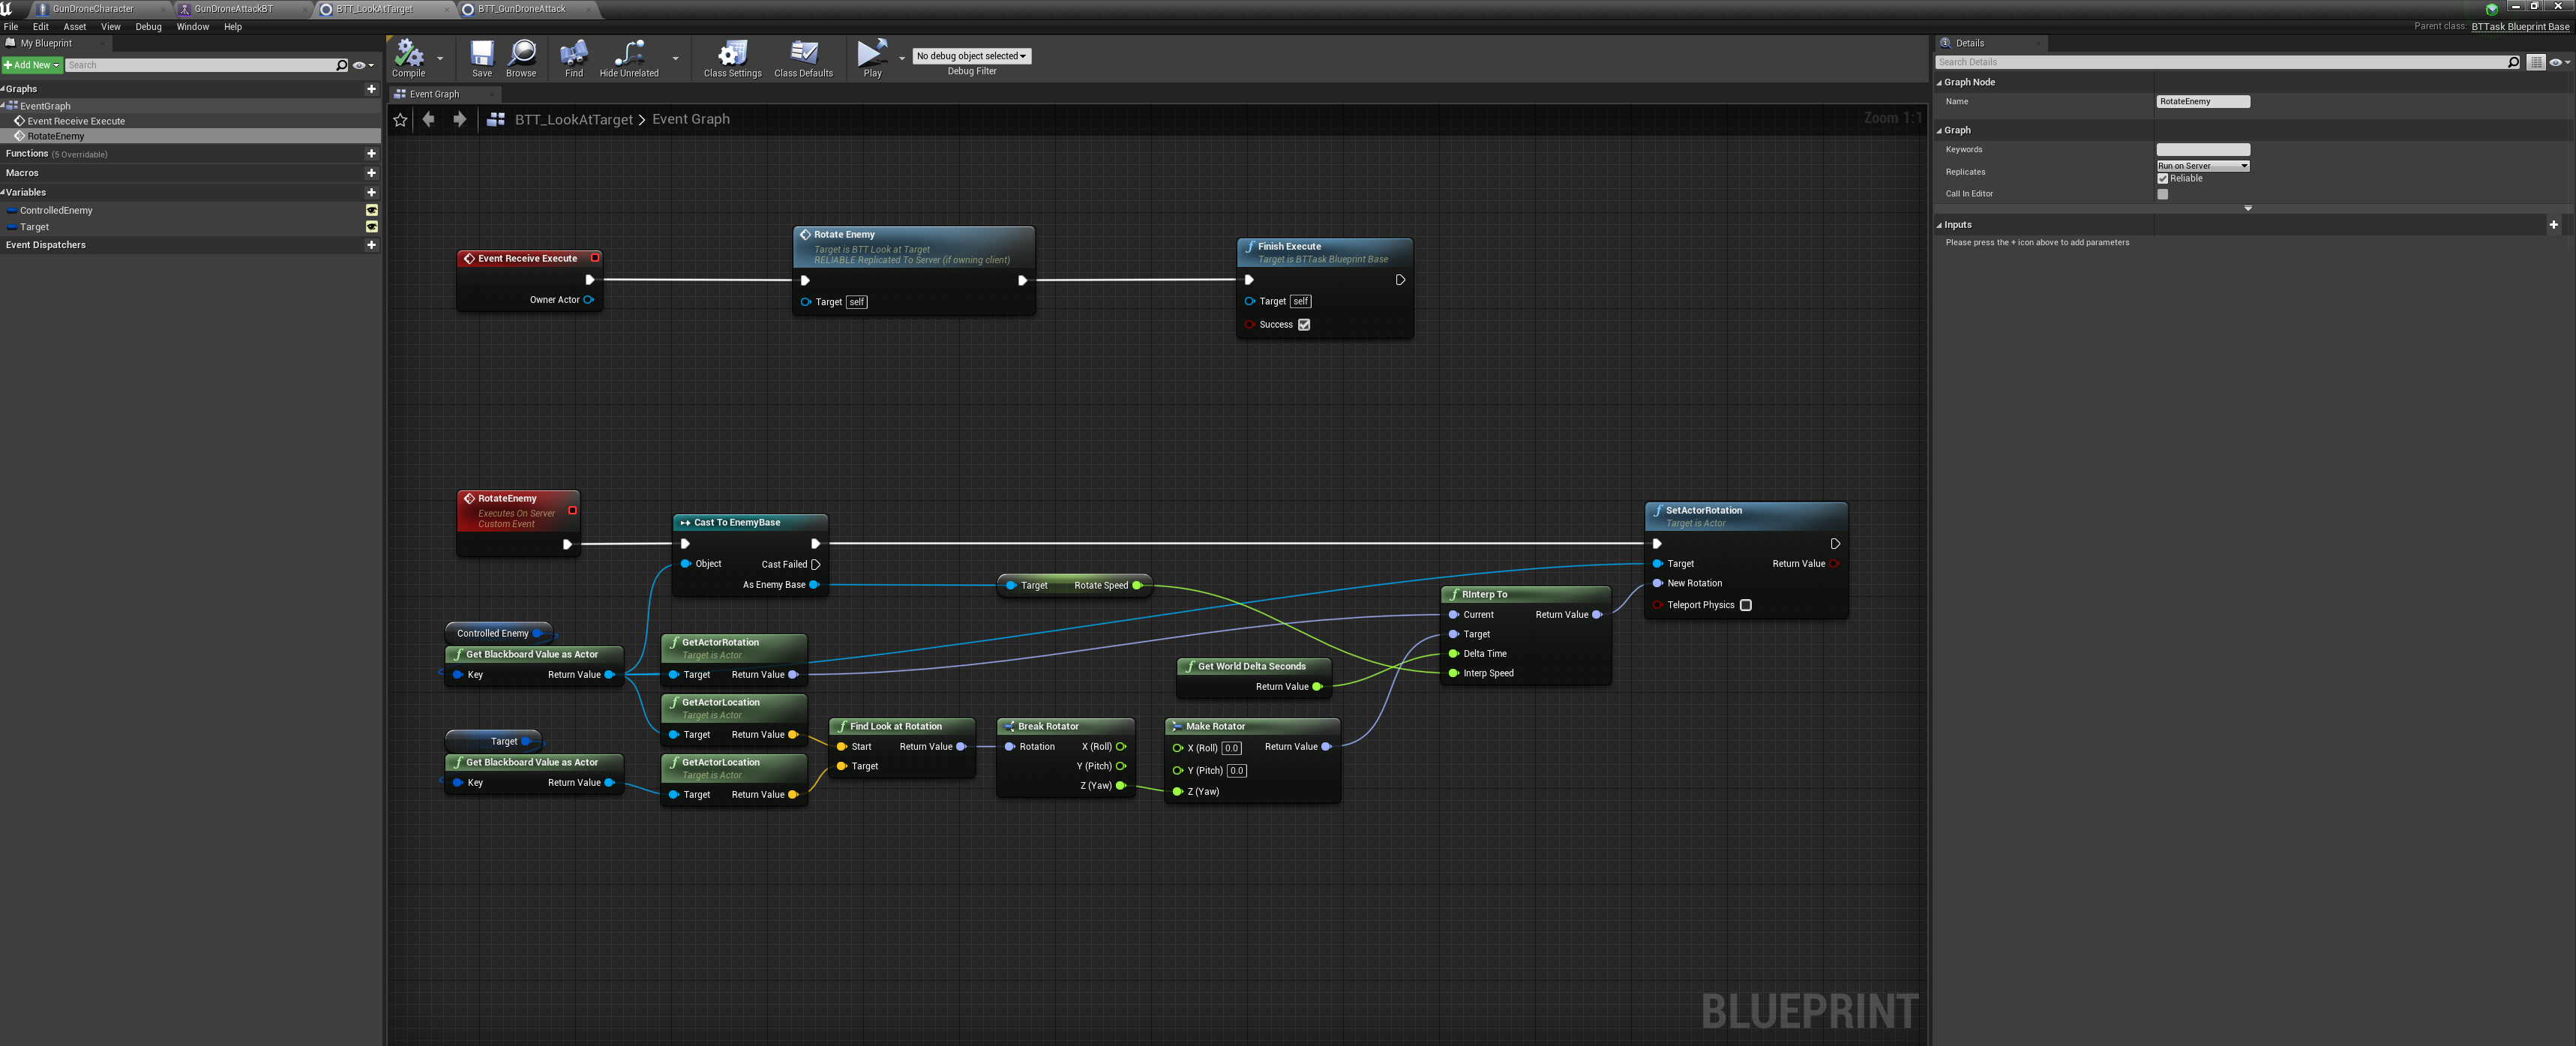 GunDroneCharacter
GunDroneAttackBT
BTT_LookAtTarget
BTT_GunDroneAttack
File Edit Asset View Debug Window Help
Parent class: BTTask Blueprint Base
My Blueprint
Add New
Search
Graphs
EventGraph
Event Receive Execute
RotateEnemy
Functions (5 Overridable)
Macros
Variables
ControlledEnemy
Target
Event Dispatchers
Compile
Save
Browse
Find
Hide Unrelated
Class Settings
Class Defaults
Play
No debug object selected
Debug Filter
Event Graph
BTT_LookAtTarget > Event Graph
Zoom 1:1
Event Receive Execute
Owner Actor
Rotate Enemy
Target is BTT Look at Target
RELIABLE Replicated To Server (if owning client)
Target self
Finish Execute
Target is BTTask Blueprint Base
Target self
Success
RotateEnemy
Executes On Server
Custom Event
Cast To EnemyBase
Object
Cast Failed
As Enemy Base
Target Rotate Speed
SetActorRotation
Target is Actor
Target Return Value
New Rotation
Teleport Physics
RInterp To
Current Return Value
Target
Delta Time
Interp Speed
Controlled Enemy
Get Blackboard Value as Actor
Key Return Value
GetActorRotation
Target is Actor
Target Return Value
Get World Delta Seconds
Return Value
GetActorLocation
Target is Actor
Target Return Value
Target
Get Blackboard Value as Actor
Key Return Value
GetActorLocation
Target is Actor
Target Return Value
Find Look at Rotation
Start Return Value
Target
Break Rotator
Rotation X (Roll)
Y (Pitch)
Z (Yaw)
Make Rotator
X (Roll) 0.0 Return Value
Y (Pitch) 0.0
Z (Yaw)
BLUEPRINT
Details
Search Details
Graph Node
Name RotateEnemy
Graph
Keywords
Replicates Run on Server
Reliable
Call In Editor
Inputs
Please press the + icon above to add parameters